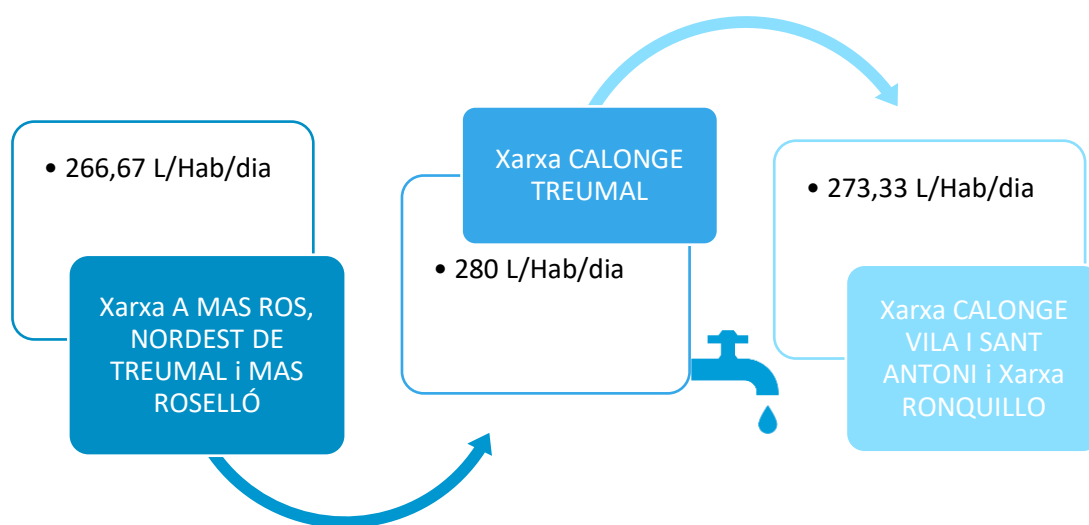 • 266,67 L/Hab/dia
Xarxa A MAS ROS,
NORDEST DE
TREUMAL i MAS
ROSELLÓ
Xarxa CALONGE
TREUMAL
• 280 L/Hab/dia
• 273,33 L/Hab/dia
Xarxa CALONGE
VILA I SANT
ANTONI i Xarxa
RONQUILLO